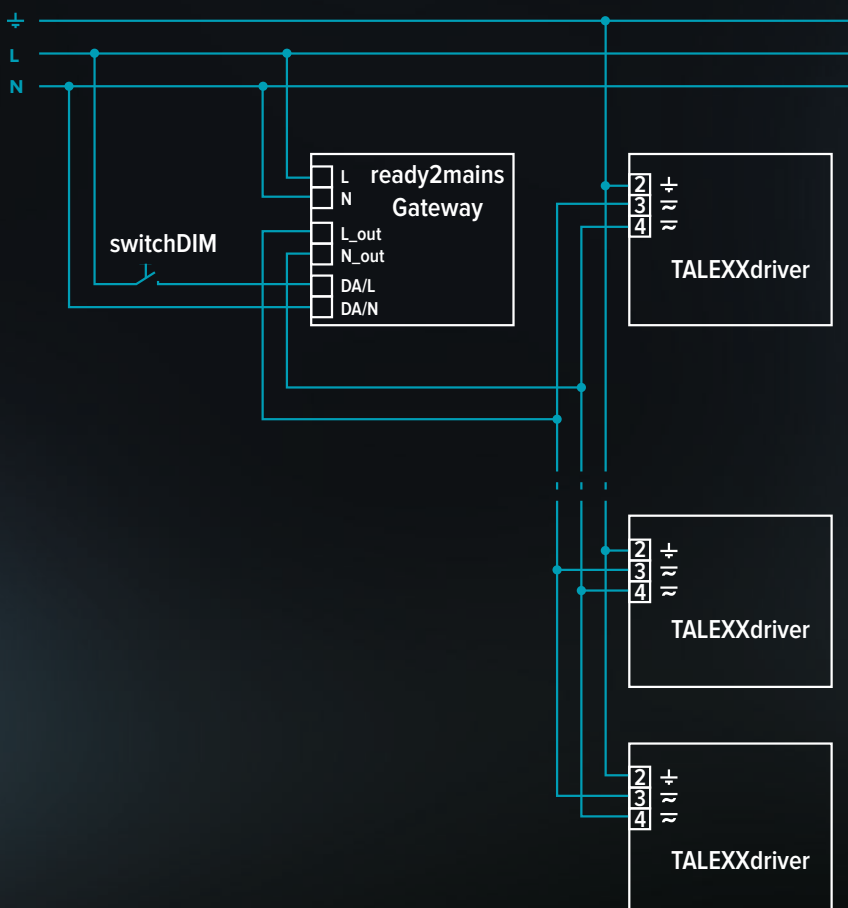 L
N
ready2mains
Gateway
L
N
L_out
N_out
DA/L
DA/N
switchDIM
2
3
4
TALEXXdriver
2
3
4
TALEXXdriver
2
3
4
TALEXXdriver